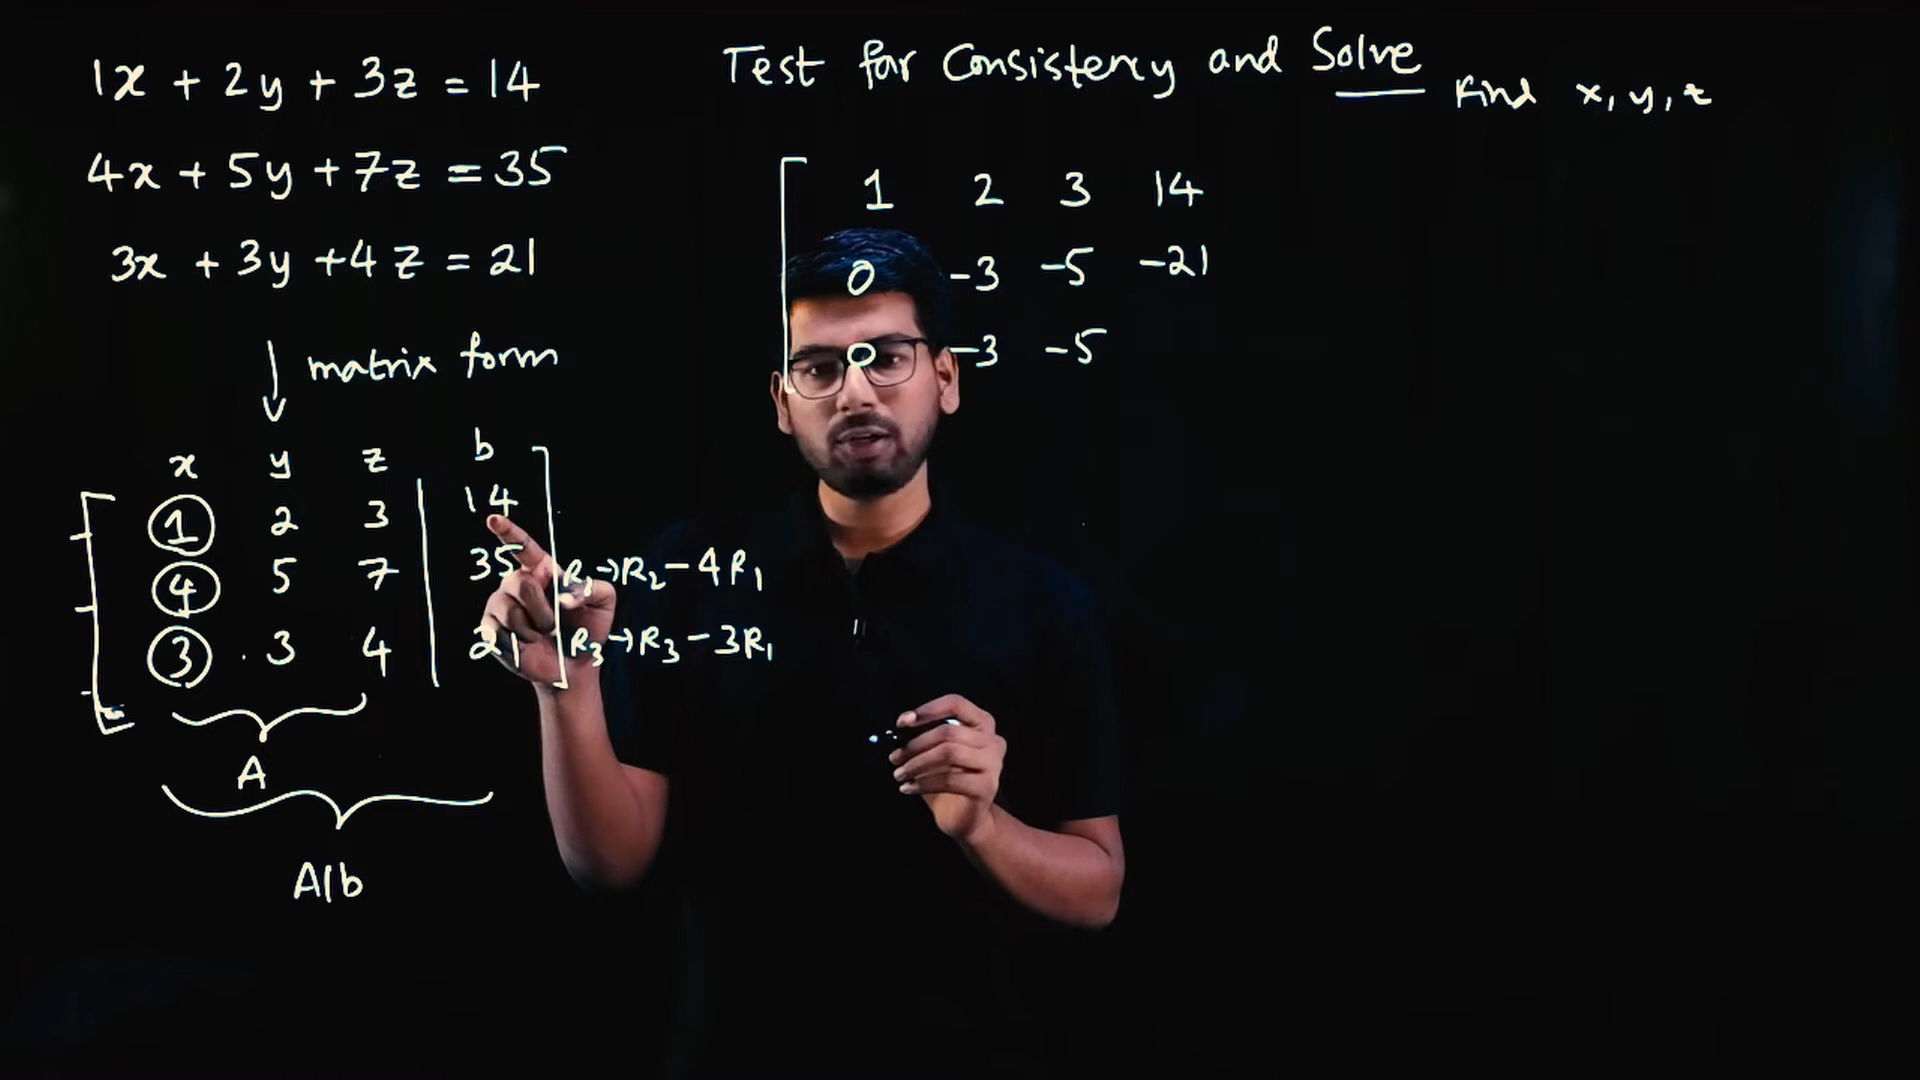 1x + 2y + 3z = 14
4x + 5y + 7z = 35
3x + 3y + 4z = 21
↓ matrix form
x y z b
1 2 3 | 14
4 5 7 | 35 R₂→R₂-4R₁
3 . 3 4 | 21 R₃→R₃-3R₁
A
A|b
Test for Consistency and Solve
Find x, y, z
1 2 3 14
0 -3 -5 -21
0 -3 -5